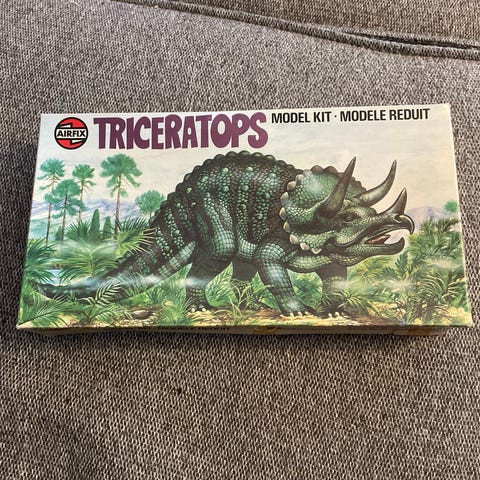 AIRFIX
TRICERATOPS
MODEL KIT · MODELE REDUIT